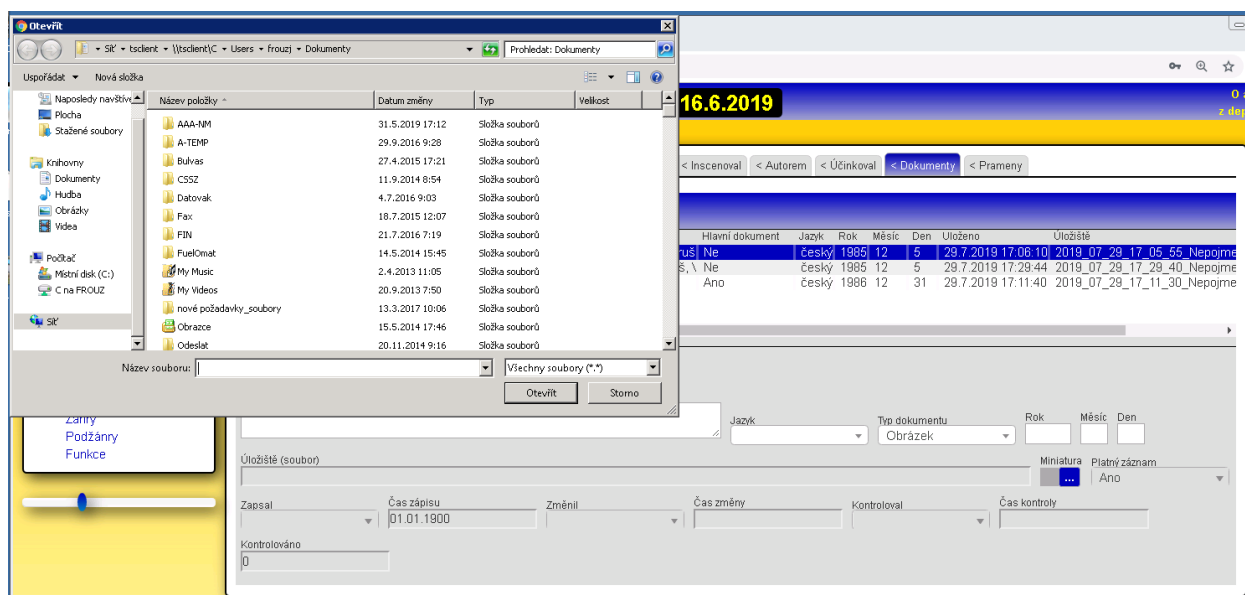 Otevřít
Síť tsclient \\tsclient\C Users frouzj Dokumenty
Prohledat: Dokumenty
Uspořádat Nová složka
Naposledy navštíve
Plocha
Stažené soubory
Knihovny
Dokumenty
Hudba
Obrázky
Videa
Počítač
Místní disk (C:)
C na FROUZ
Síť
Název položky Datum změny Typ Velikost
AAA-NM 31.5.2019 17:12 Složka souborů
A-TEMP 29.9.2016 9:28 Složka souborů
Bulvas 27.4.2015 17:21 Složka souborů
CSSZ 11.9.2014 8:54 Složka souborů
Datovak 4.7.2016 9:03 Složka souborů
Fax 18.7.2015 12:07 Složka souborů
FIN 21.7.2016 7:19 Složka souborů
FuelOmat 14.5.2014 15:45 Složka souborů
My Music 2.4.2013 11:05 Složka souborů
My Videos 20.9.2013 7:50 Složka souborů
nové požadavky_soubory 13.3.2017 10:06 Složka souborů
Obrazce 15.5.2014 17:46 Složka souborů
Odeslat 20.11.2014 9:16 Složka souborů
Název souboru: Všechny soubory (*.*)
Otevřít Storno
16.6.2019
O a
z dep
< Inscenoval < Autorem < Účinkoval < Dokumenty < Prameny
Hlavní dokument Jazyk Rok Měsíc Den Uloženo Úložiště
ruš Ne český 1985 12 5 29.7.2019 17:06:10 2019_07_29_17_05_55_Nepojme
š, \ Ne český 1985 12 5 29.7.2019 17:29:44 2019_07_29_17_29_40_Nepojme
Ano český 1986 12 31 29.7.2019 17:11:40 2019_07_29_17_11_30_Nepojme
Žánry
Podžánry
Funkce
Jazyk Typ dokumentu Rok Měsíc Den
Obrázek
Úložiště (soubor) Miniatura Platný záznam
... Ano
Zapsal Čas zápisu Změnil Čas změny Kontroloval Čas kontroly
01.01.1900
Kontrolováno
0